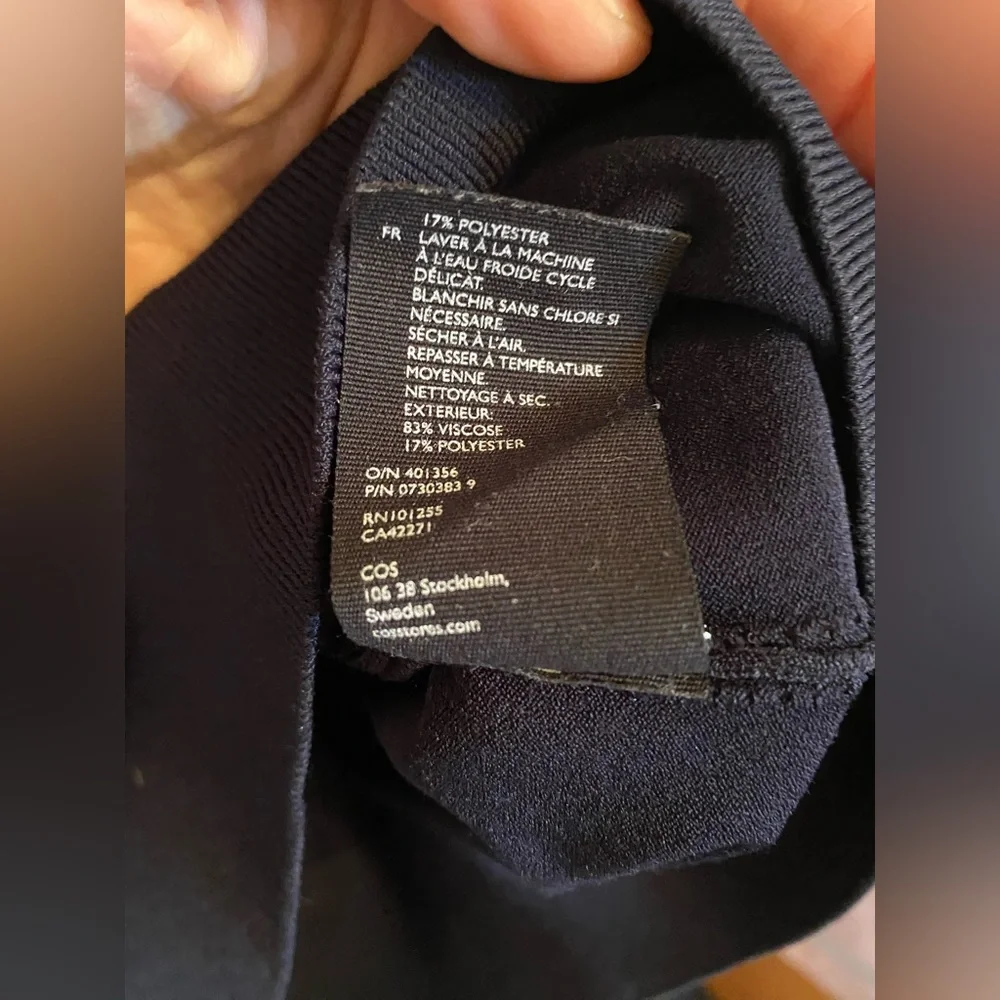 17% POLYESTER
FR LAVER À LA MACHINE
À L'EAU FROIDE CYCLE
DÉLICAT.
BLANCHIR SANS CHLORE SI
NÉCESSAIRE.
SÉCHER À L'AIR.
REPASSER À TEMPÉRATURE
MOYENNE.
NETTOYAGE À SEC.
EXTERIEUR:
83% VISCOSE
17% POLYESTER
O/N 401356
P/N 0730383 9
RN101255
CA42271
COS
106 38 Stockholm,
Sweden
cosstores.com